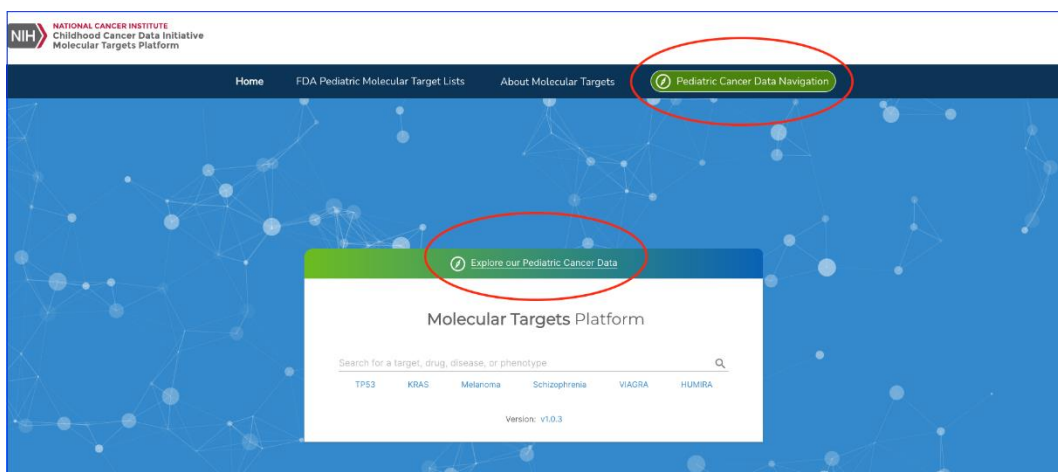 NIH
NATIONAL CANCER INSTITUTE
Childhood Cancer Data Initiative
Molecular Targets Platform
Home FDA Pediatric Molecular Target Lists About Molecular Targets Pediatric Cancer Data Navigation
Explore our Pediatric Cancer Data
Molecular Targets Platform
Search for a target, drug, disease, or phenotype
TP53 KRAS Melanoma Schizophrenia VIAGRA HUMIRA
Version: v1.0.3